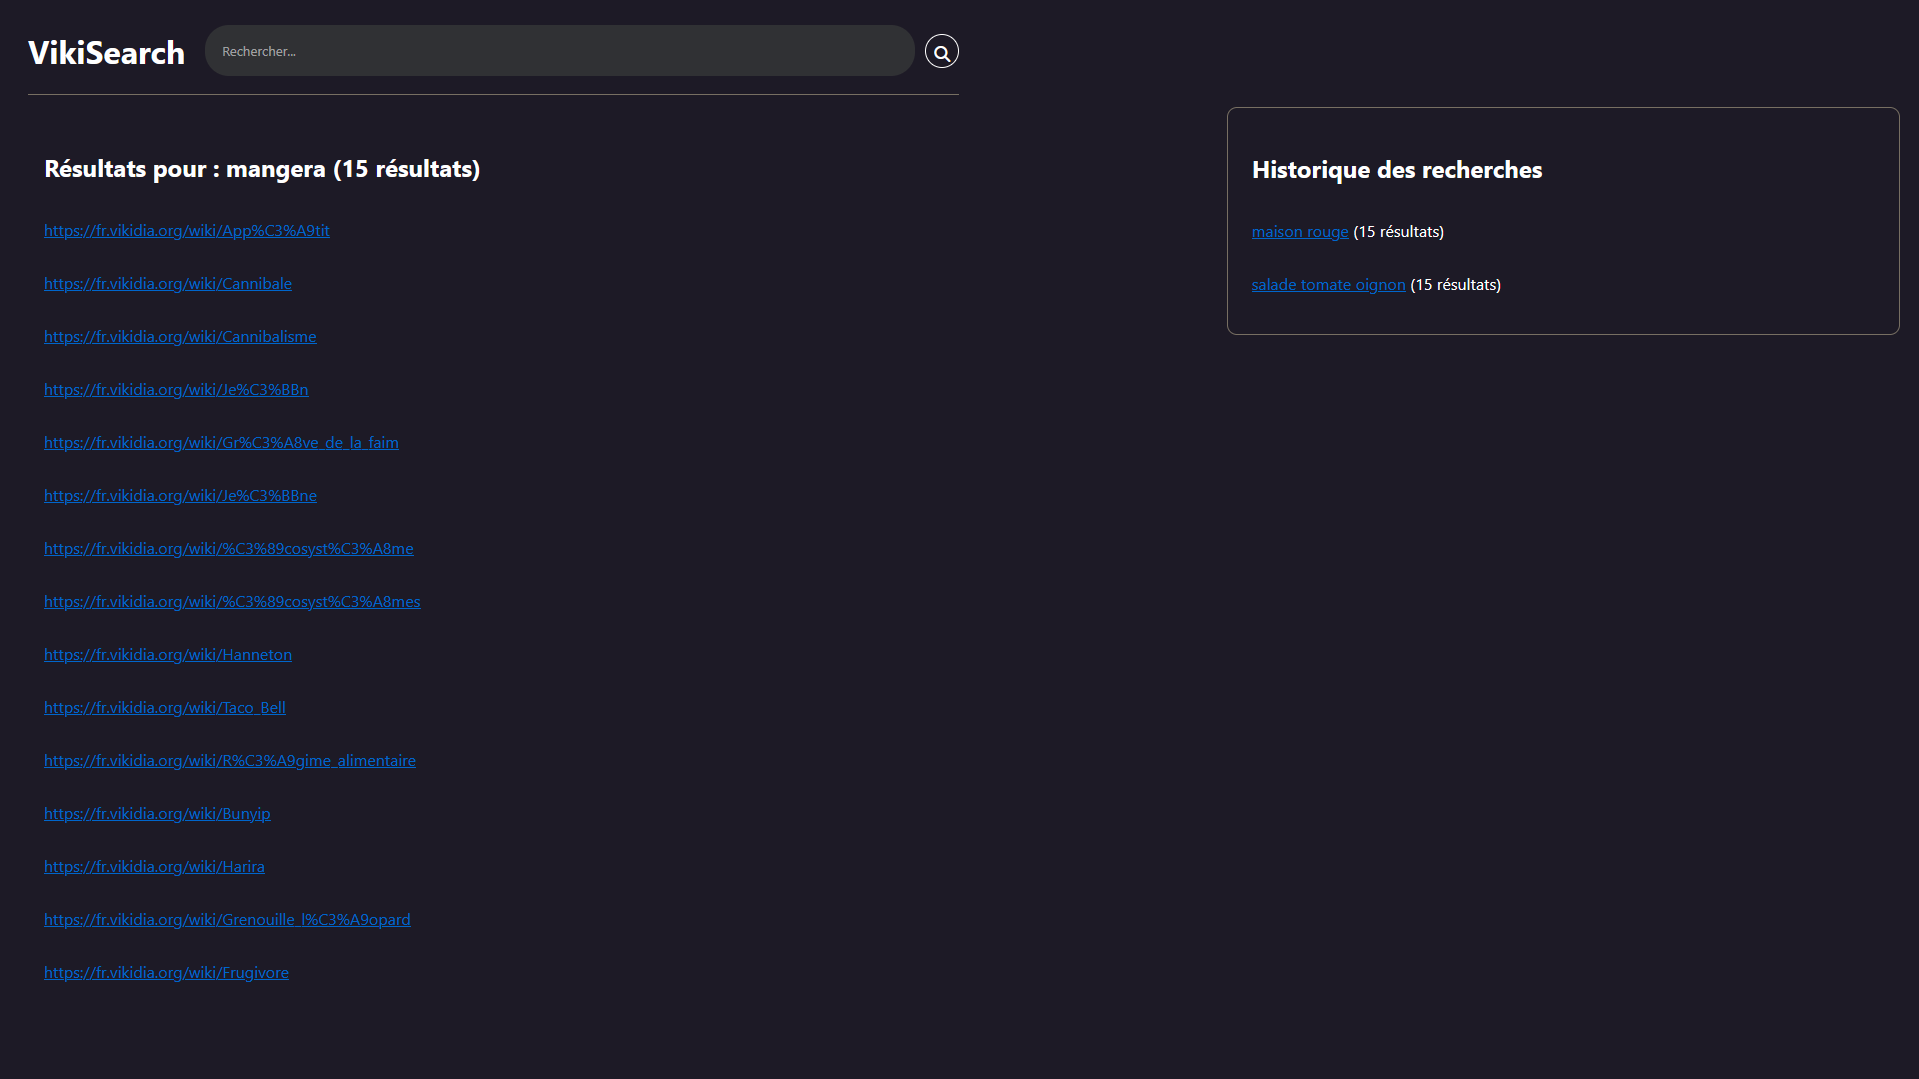 VikiSearch
Rechercher...
Résultats pour : mangera (15 résultats)
https://fr.vikidia.org/wiki/App%C3%A9tit
https://fr.vikidia.org/wiki/Cannibale
https://fr.vikidia.org/wiki/Cannibalisme
https://fr.vikidia.org/wiki/Je%C3%BBn
https://fr.vikidia.org/wiki/Gr%C3%A8ve_de_la_faim
https://fr.vikidia.org/wiki/Je%C3%BBne
https://fr.vikidia.org/wiki/%C3%89cosyst%C3%A8me
https://fr.vikidia.org/wiki/%C3%89cosyst%C3%A8mes
https://fr.vikidia.org/wiki/Hanneton
https://fr.vikidia.org/wiki/Taco_Bell
https://fr.vikidia.org/wiki/R%C3%A9gime_alimentaire
https://fr.vikidia.org/wiki/Bunyip
https://fr.vikidia.org/wiki/Harira
https://fr.vikidia.org/wiki/Grenouille_l%C3%A9opard
https://fr.vikidia.org/wiki/Frugivore
Historique des recherches
maison rouge (15 résultats)
salade tomate oignon (15 résultats)